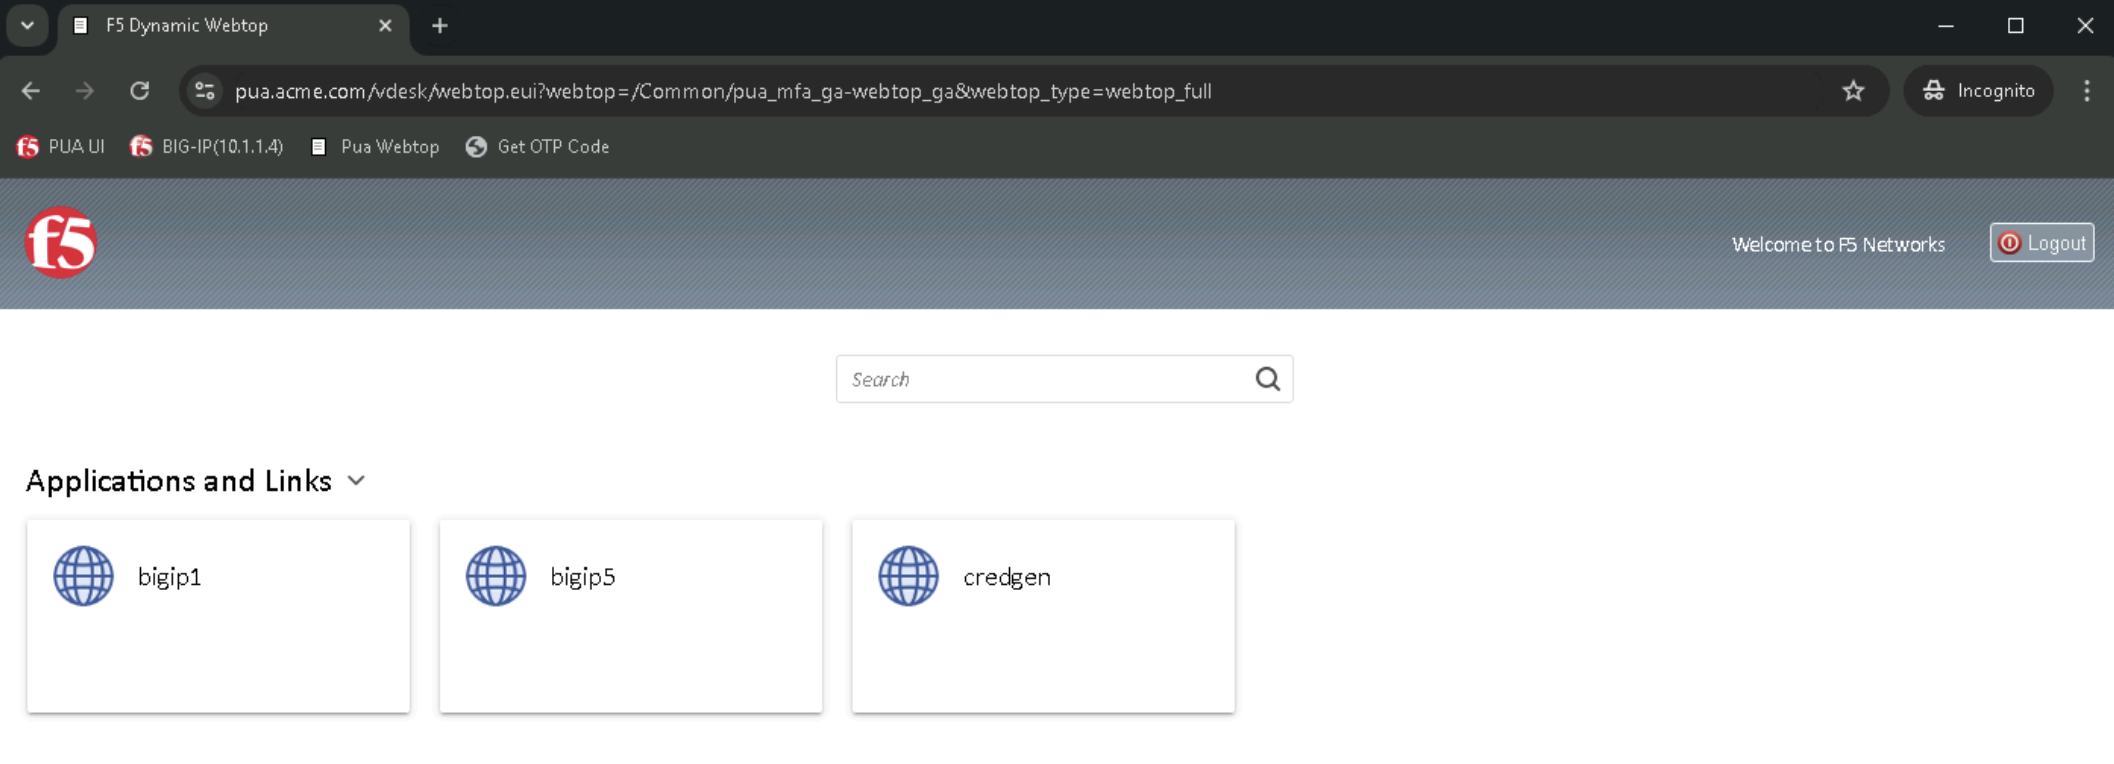 F5 Dynamic Webtop
pua.acme.com/vdesk/webtop.eui?webtop=/Common/pua_mfa_ga-webtop_ga&webtop_type=webtop_full
Incognito
f5 PUA UI f5 BIG-IP(10.1.1.4) Pua Webtop Get OTP Code
f5
Welcome to F5 Networks
Logout
Search
Applications and Links
bigip1
bigip5
credgen